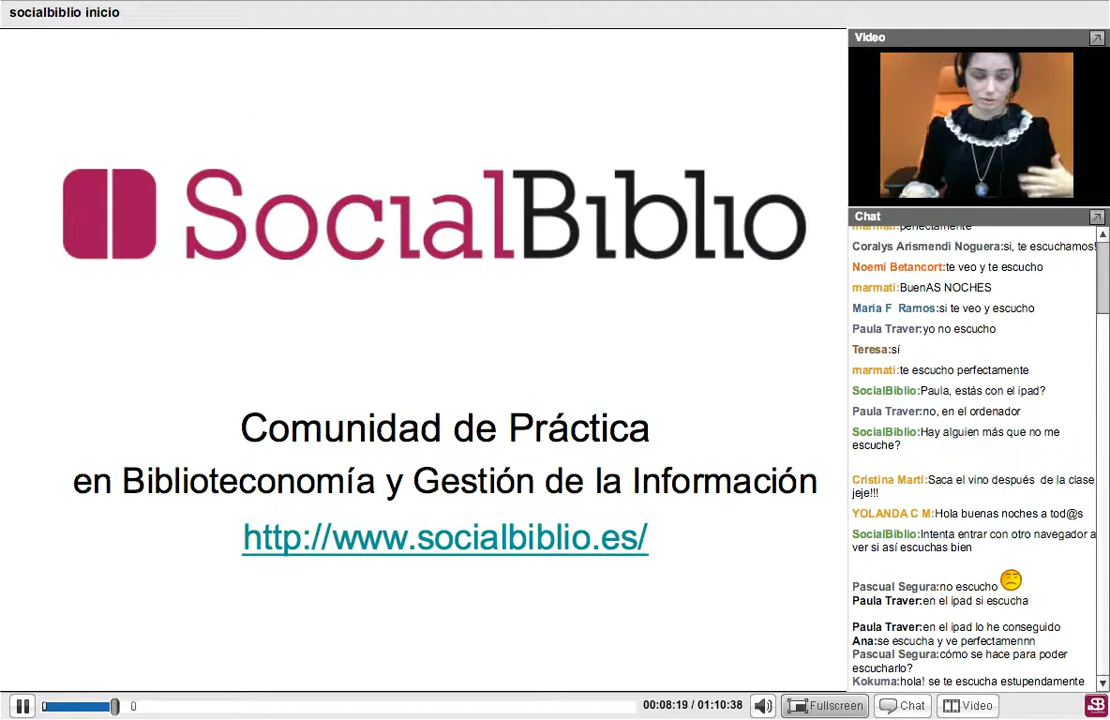 socialbiblio inicio
SocialBiblio
Comunidad de Práctica
en Biblioteconomía y Gestión de la Información
http://www.socialbiblio.es/
Video
Chat
marmati:perfectamente
Coralys Arismendi Noguera:si, te escuchamos!
Noemi Betancort:te veo y te escucho
marmati:BuenAS NOCHES
Maria F Ramos:si te veo y escucho
Paula Traver:yo no escucho
Teresa:sí
marmati:te escucho perfectamente
SocialBiblio:Paula, estás con el ipad?
Paula Traver:no, en el ordenador
SocialBiblio:Hay alguien más que no me
escuche?
Cristina Martí:Saca el vino después de la clase
jeje!!!
YOLANDA C M:Hola buenas noches a tod@s
SocialBiblio:Intenta entrar con otro navegador a
ver si así escuchas bien
Pascual Segura:no escucho
Paula Traver:en el ipad si escucha
Paula Traver:en el ipad lo he conseguido
Ana:se escucha y ve perfectamennn
Pascual Segura:cómo se hace para poder
escucharlo?
Kokuma:hola! se te escucha estupendamente
00:08:19 / 01:10:38
Fullscreen
Chat
Video
SB